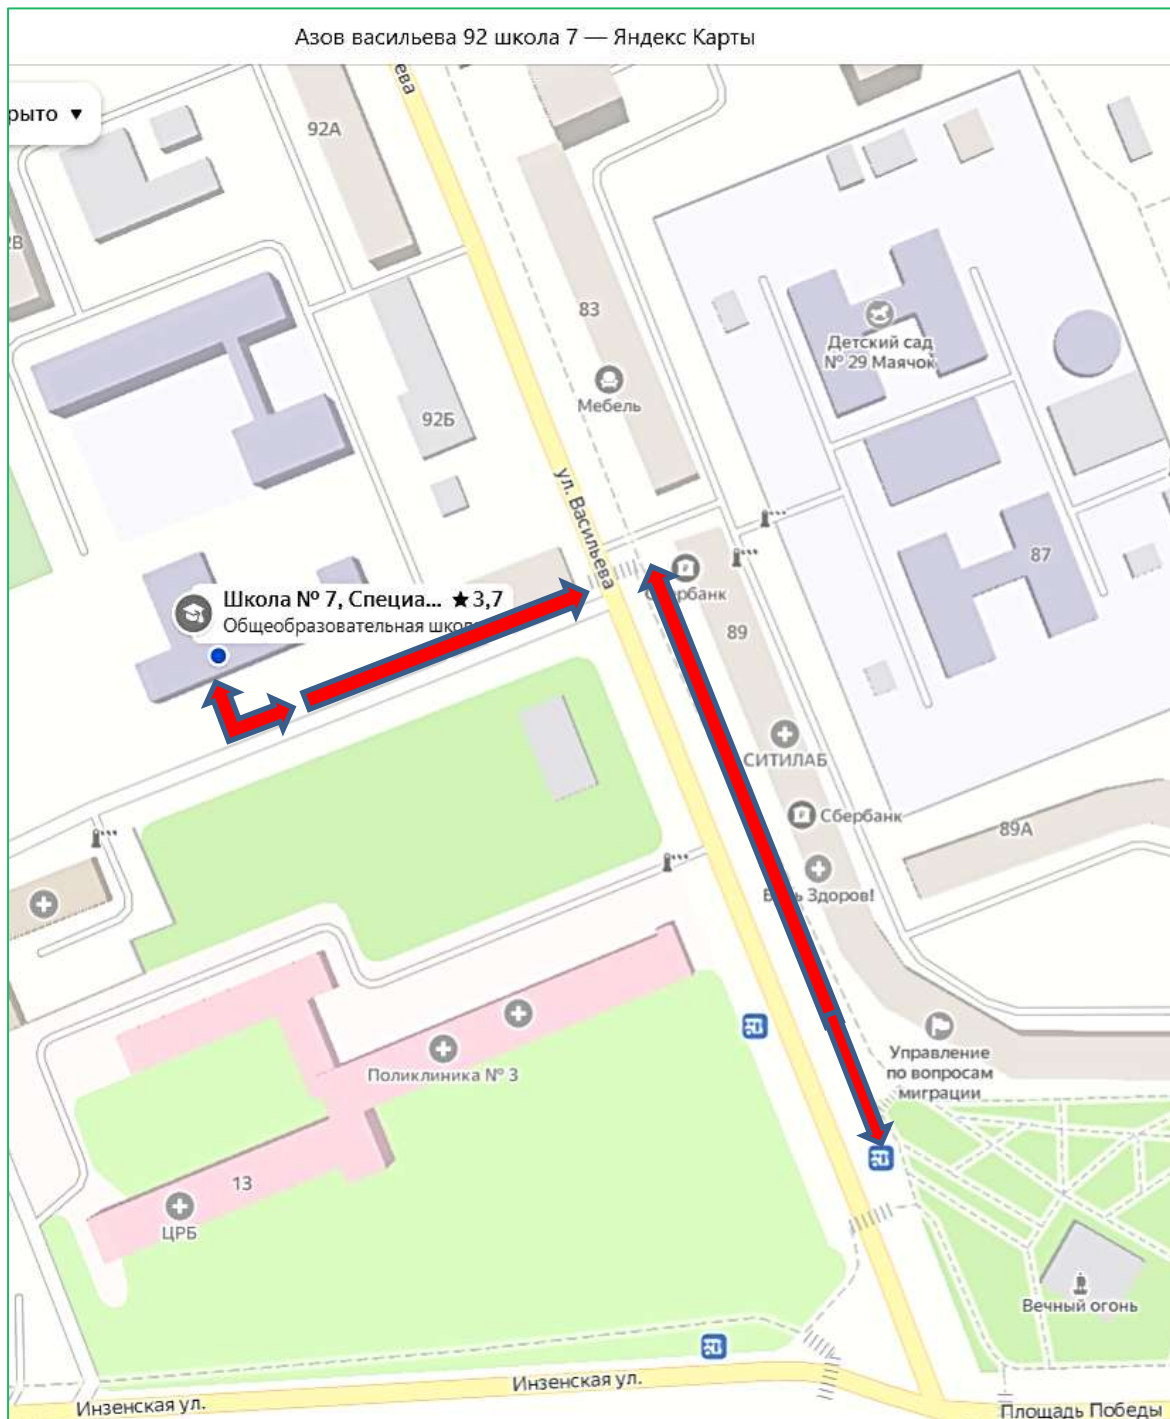 Азов васильева 92 школа 7 — Яндекс Карты
ева
рыто
92А
2В
83
Детский сад
№ 29 Маячок
Мебель
92Б
ул. Васильева
87
Школа № 7, Специа... ★3,7
Общеобразовательная
89
СИТИЛАБ
Сбербанк
89А
Здоров!
Управление
по вопросам
миграции
Поликлиника № 3
13
ЦРБ
Вечный огонь
Инзенская ул.
Инзенская ул.
Площадь Победы